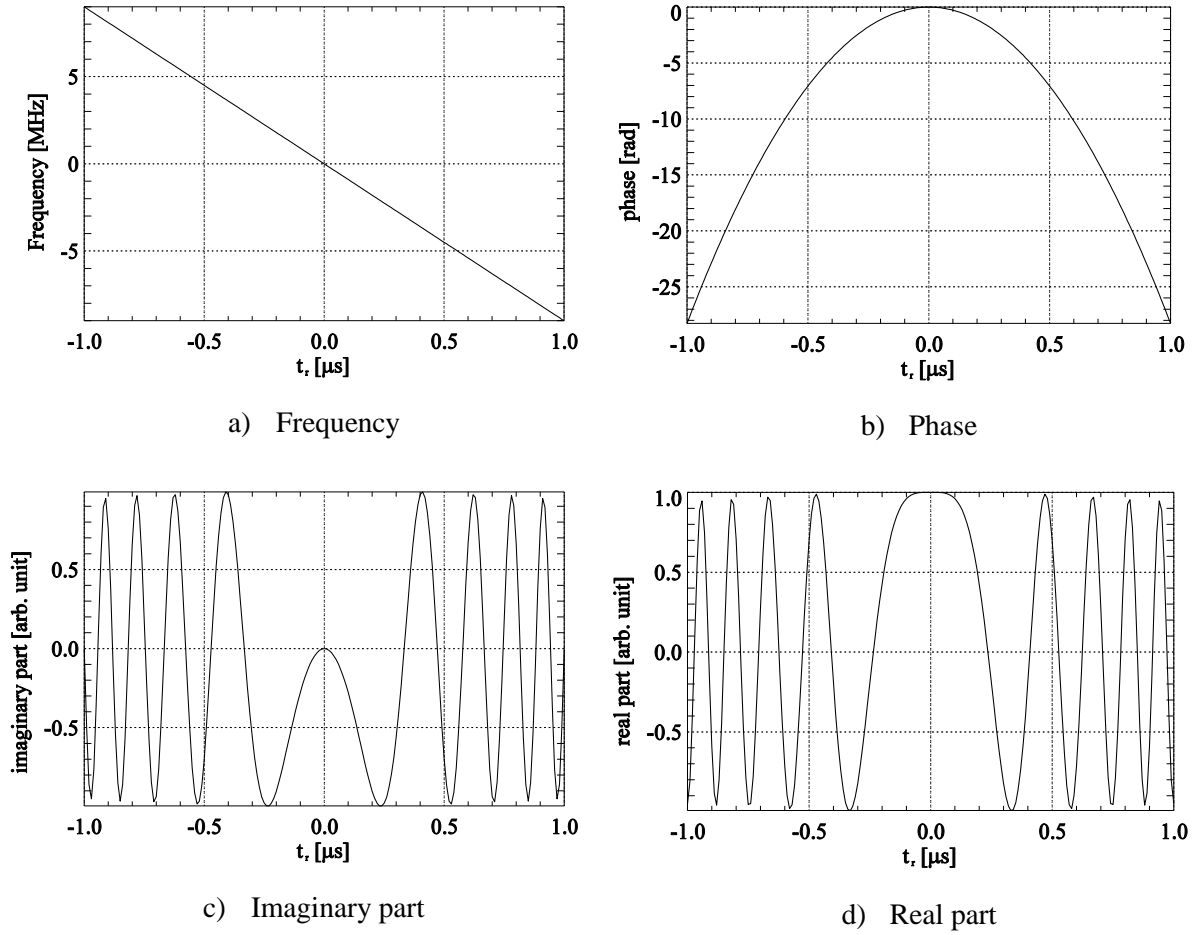 5
0
-5
Frequency [MHz]
-1.0 -0.5 0.0 0.5 1.0
t_r [μs]
a) Frequency
0
-5
-10
-15
-20
-25
phase [rad]
-1.0 -0.5 0.0 0.5 1.0
t_r [μs]
b) Phase
0.5
0.0
-0.5
imaginary part [arb. unit]
-1.0 -0.5 0.0 0.5 1.0
t_r [μs]
c) Imaginary part
1.0
0.5
0.0
-0.5
real part [arb. unit]
-1.0 -0.5 0.0 0.5 1.0
t_r [μs]
d) Real part